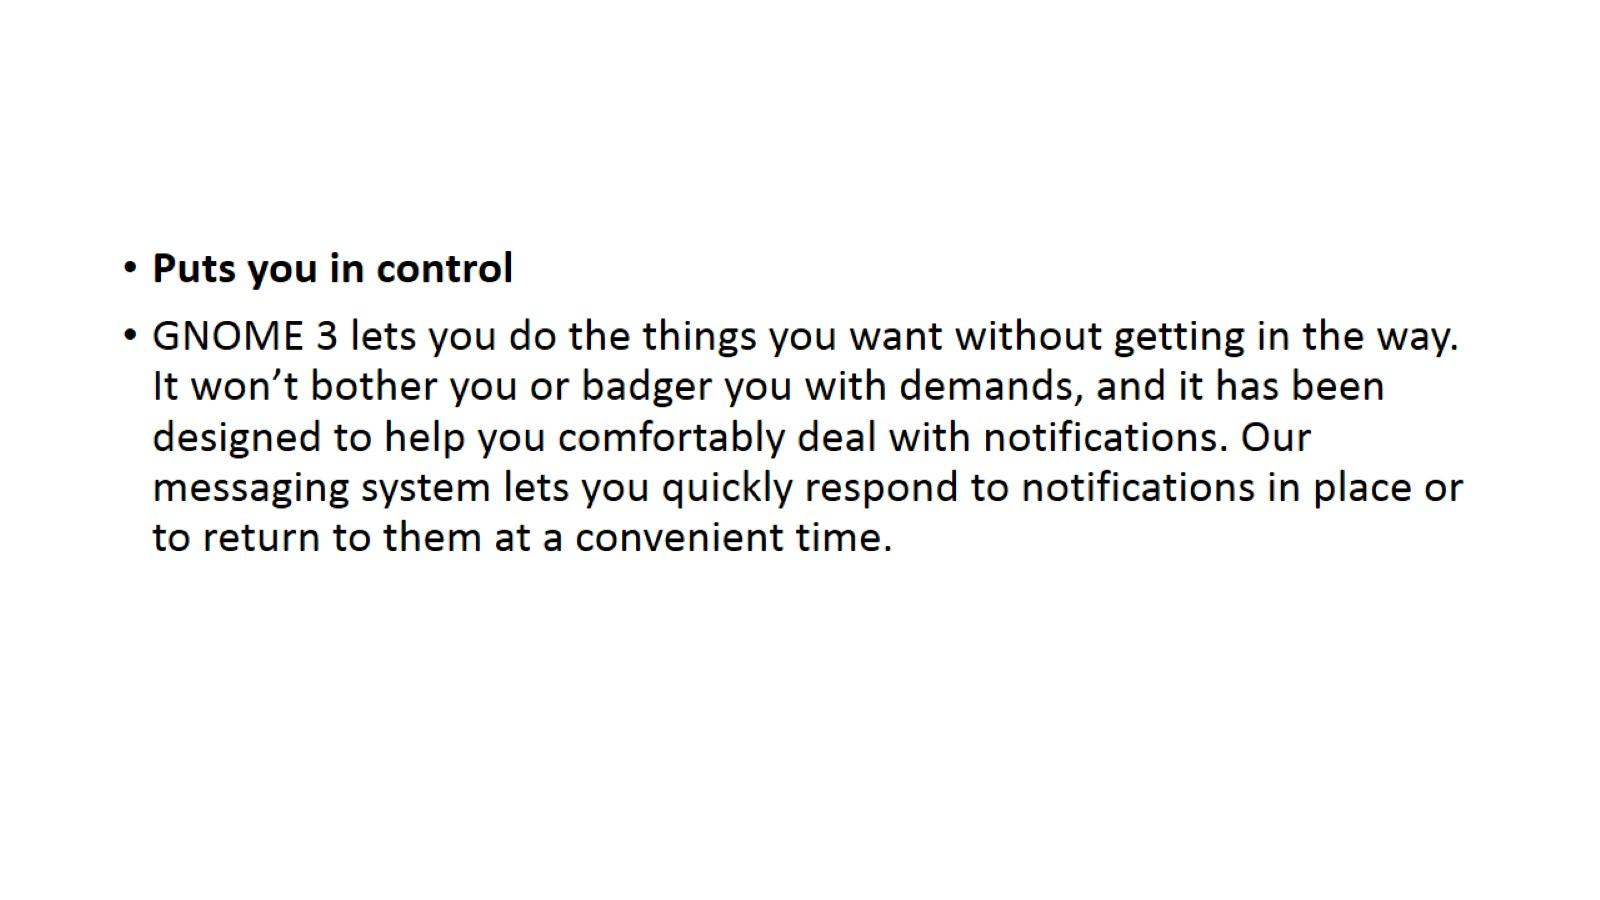 • Puts you in control
• GNOME 3 lets you do the things you want without getting in the way.
It won’t bother you or badger you with demands, and it has been
designed to help you comfortably deal with notifications. Our
messaging system lets you quickly respond to notifications in place or
to return to them at a convenient time.